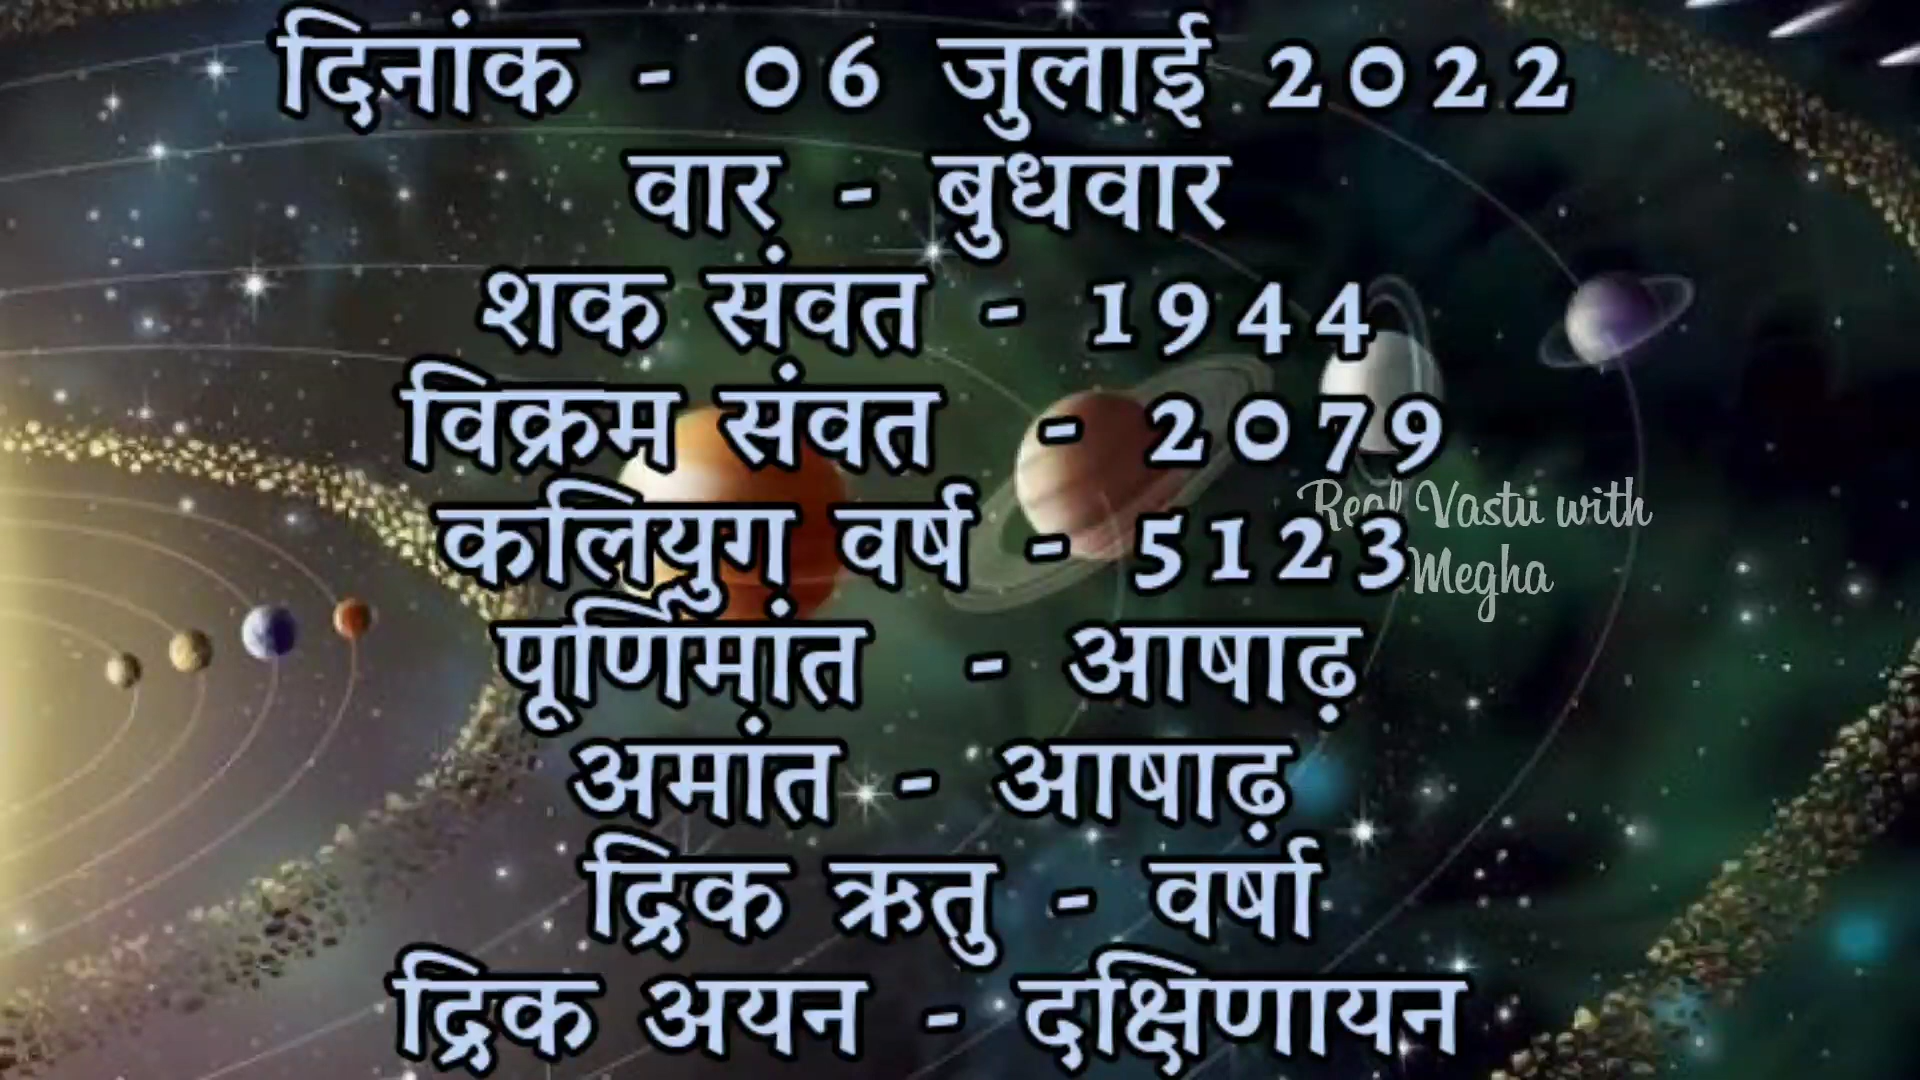 दिनांक - 06 जुलाई 2022
वार - बुधवार
शक संवत - 1944
विक्रम संवत - 2079
कलियुग वर्ष - 5123
पूर्णिमांत - आषाढ़
अमांत - आषाढ़
द्रिक ऋतु - वर्षा
द्रिक अयन - दक्षिणायन
Real Vastu with
Megha